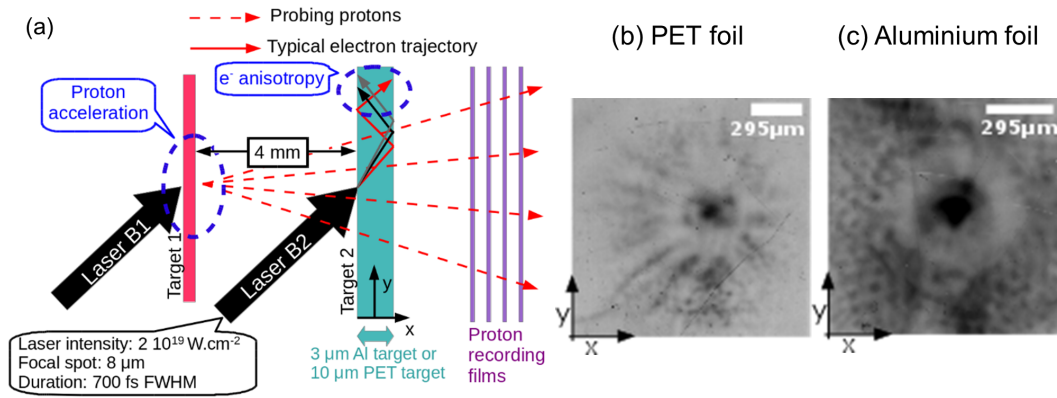 (a)
Probing protons
Typical electron trajectory
Proton
acceleration
e- anisotropy
4 mm
Laser B1
Target 1
Laser B2
Target 2
y
x
Laser intensity: 2 10¹⁹ W.cm⁻²
Focal spot: 8 µm
Duration: 700 fs FWHM
3 µm Al target or
10 µm PET target
Proton
recording
films
(b) PET foil
295µm
y
x
(c) Aluminium foil
295µm
y
x